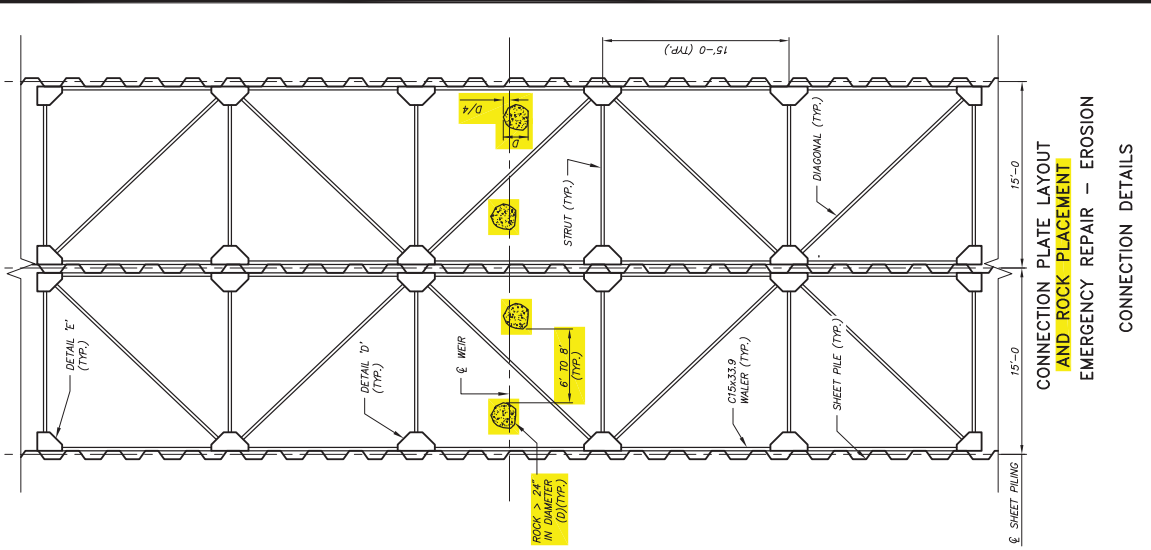 15'-0 (TYP.)
D/4
D
STRUT (TYP.)
DIAGONAL (TYP.)
15'-0
DETAIL 'E'
(TYP.)
DETAIL 'D'
(TYP.)
℄ WEIR
6' TO 8'
(TYP.)
C15x33.9
WALER (TYP.)
SHEET PILE (TYP.)
15'-0
ROCK > 24"
IN DIAMETER
(D)(TYP.)
℄ SHEET PILING
CONNECTION PLATE LAYOUT
AND ROCK PLACEMENT
EMERGENCY REPAIR - EROSION
CONNECTION DETAILS